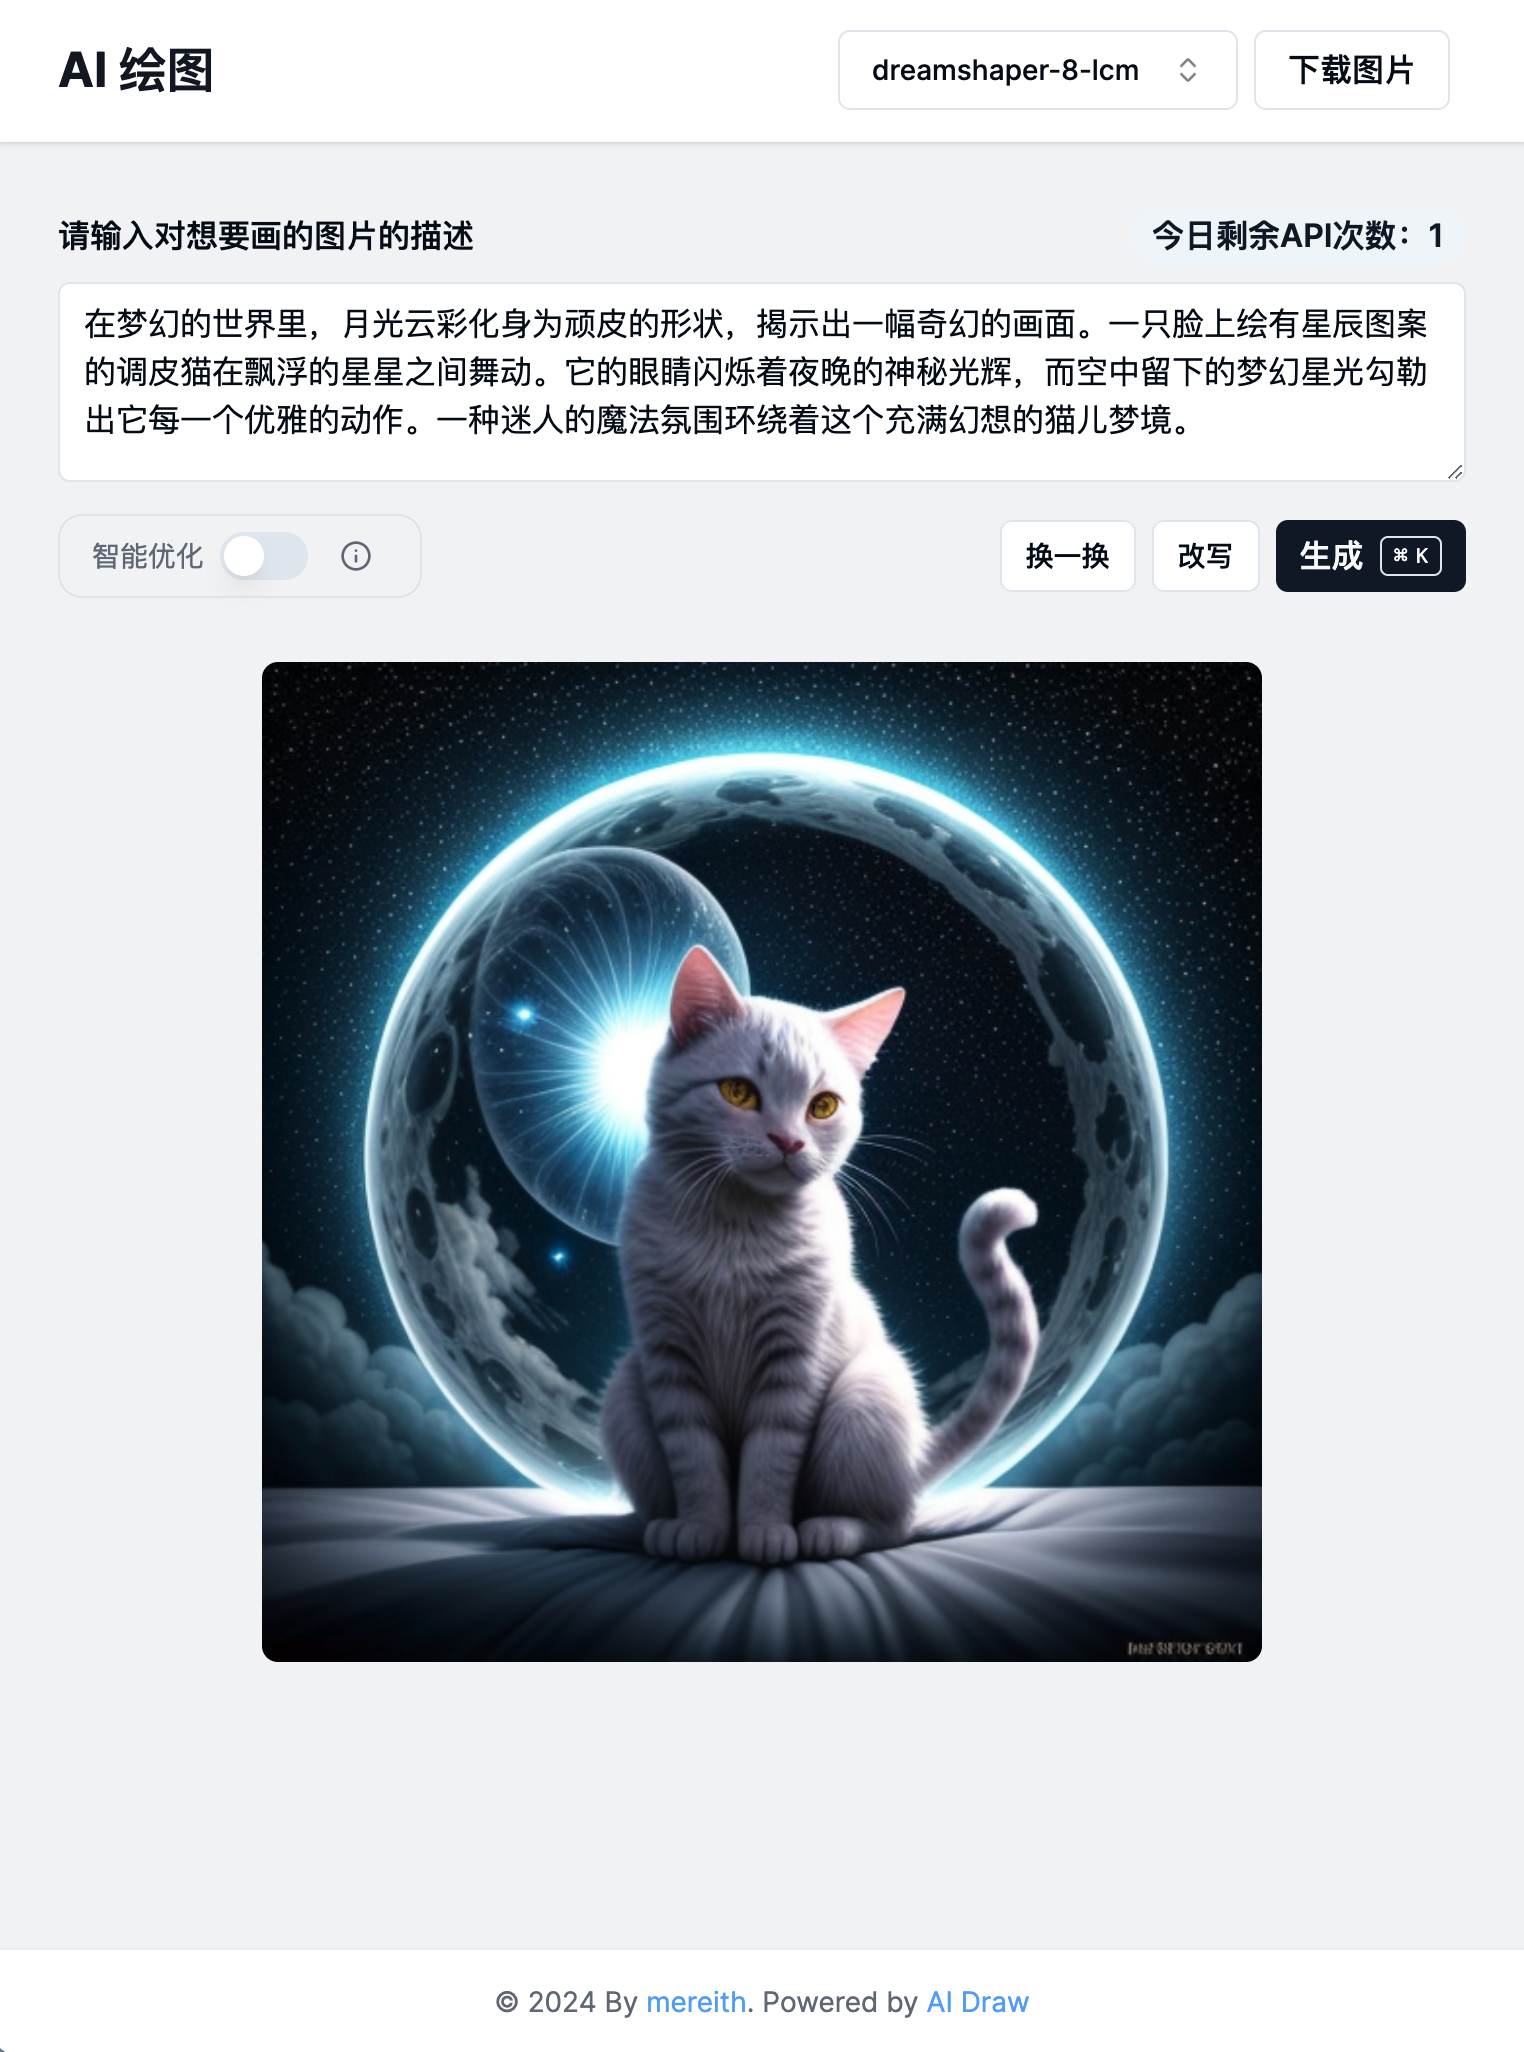 AI 绘图
dreamshaper-8-lcm
下载图片
请输入对想要画的图片的描述
今日剩余API次数：1
在梦幻的世界里，月光云彩化身为顽皮的形状，揭示出一幅奇幻的画面。一只脸上绘有星辰图案
的调皮猫在飘浮的星星之间舞动。它的眼睛闪烁着夜晚的神秘光辉，而空中留下的梦幻星光勾勒
出它每一个优雅的动作。一种迷人的魔法氛围环绕着这个充满幻想的猫儿梦境。
智能优化
换一换
改写
生成 ⌘ K
© 2024 By mereith. Powered by AI Draw